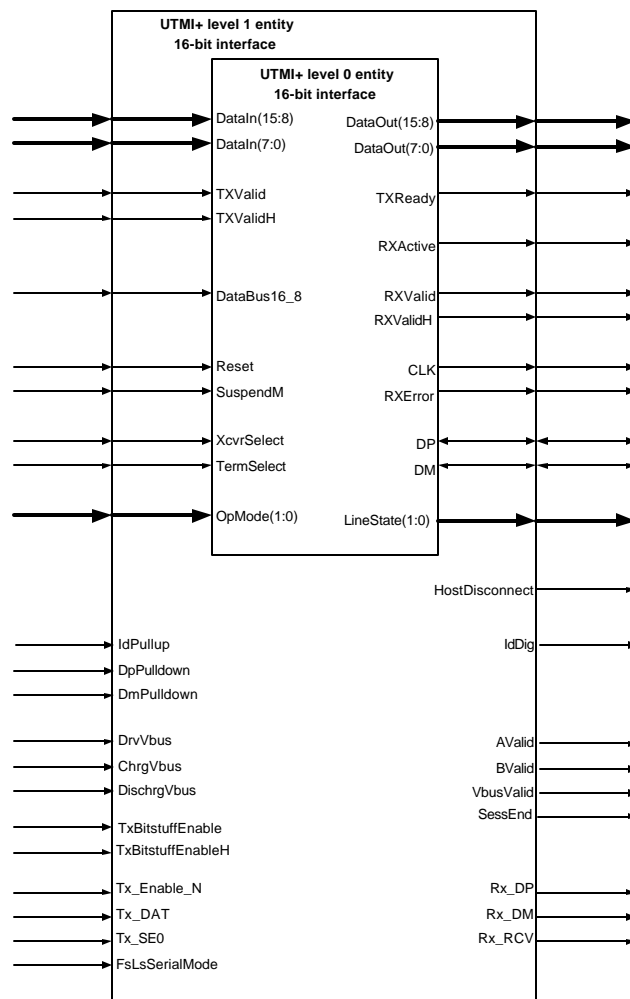 UTMI+ level 1 entity
16-bit interface
UTMI+ level 0 entity
16-bit interface
DataIn(15:8)
DataOut(15:8)
DataIn(7:0)
DataOut(7:0)
TXValid
TXReady
TXValidH
RXActive
DataBus16_8
RXValid
RXValidH
Reset
CLK
SuspendM
RXError
XcvrSelect
DP
TermSelect
DM
OpMode(1:0)
LineState(1:0)
HostDisconnect
IdPullup
IdDig
DpPulldown
DmPulldown
DrvVbus
AValid
ChrgVbus
BValid
DischrgVbus
VbusValid
SessEnd
TxBitstuffEnable
TxBitstuffEnableH
Tx_Enable_N
Rx_DP
Tx_DAT
Rx_DM
Tx_SE0
Rx_RCV
FsLsSerialMode